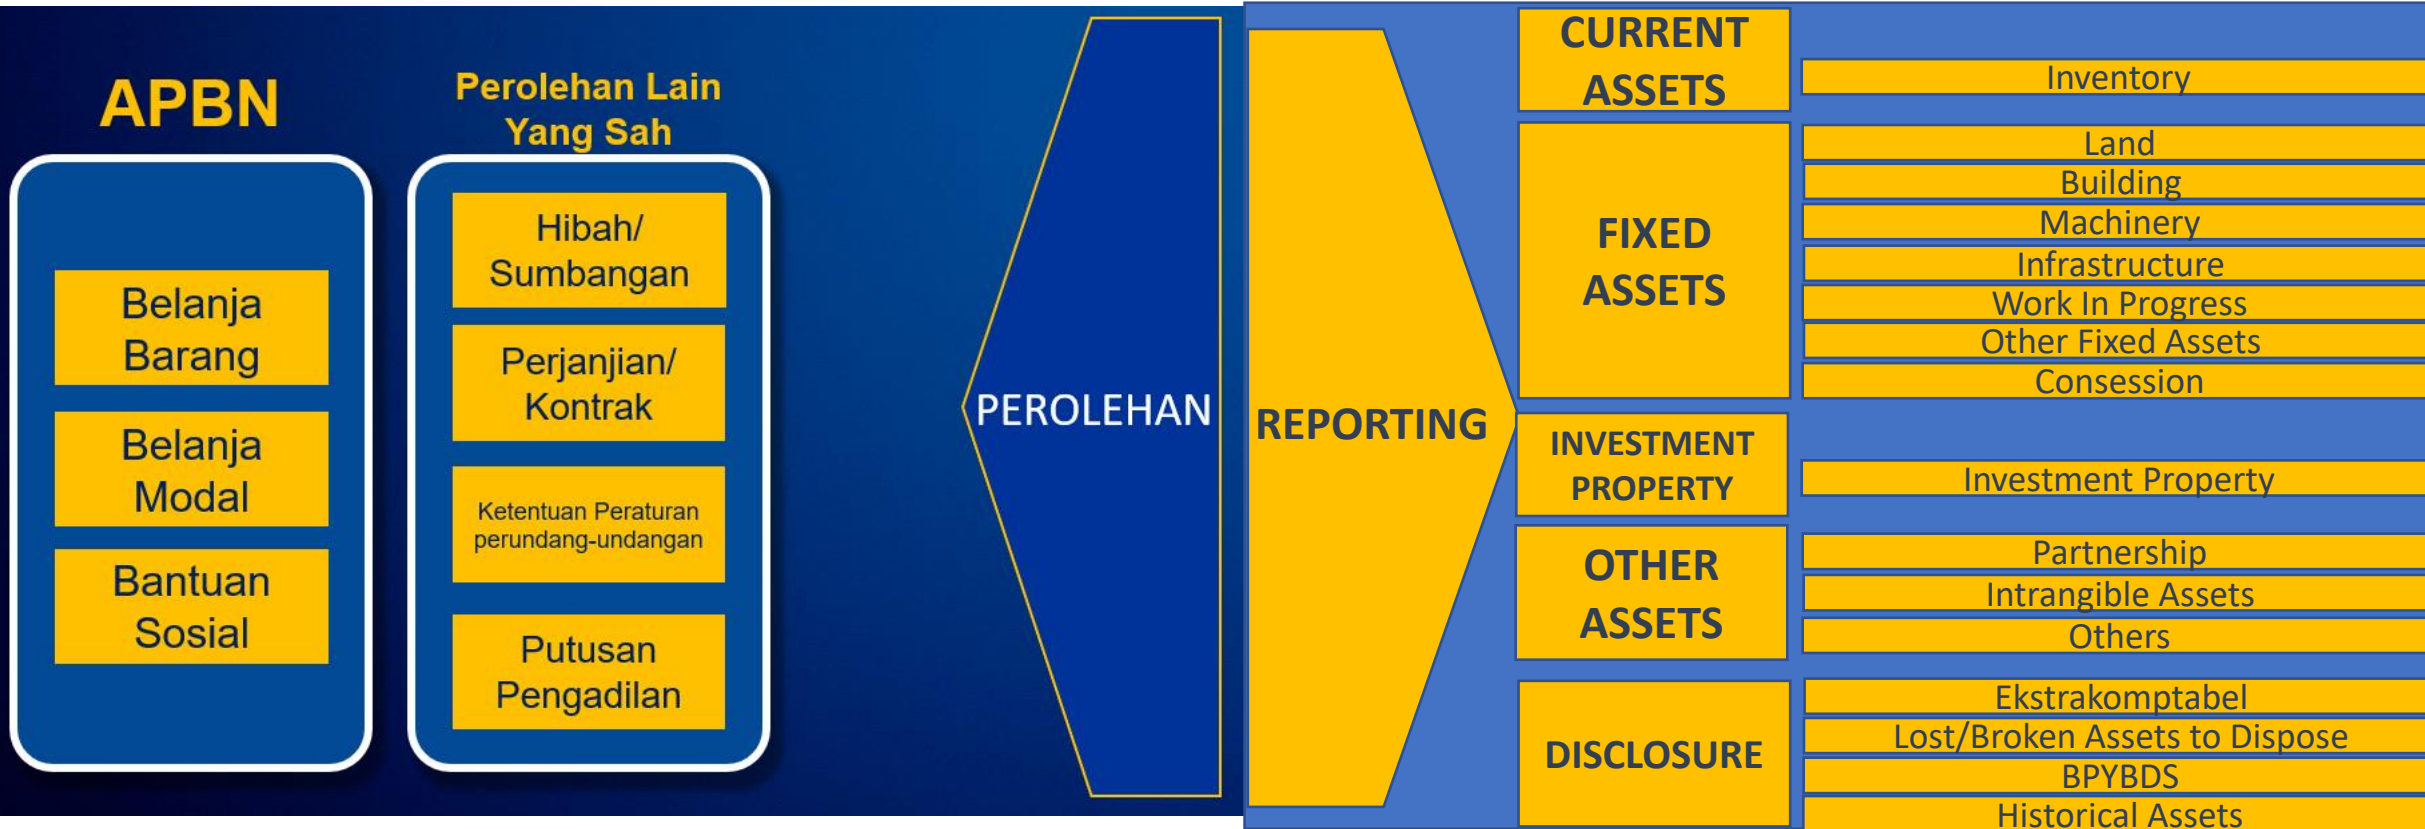 APBN
Belanja
Barang
Belanja
Modal
Bantuan
Sosial
Perolehan Lain
Yang Sah
Hibah/
Sumbangan
Perjanjian/
Kontrak
Ketentuan Peraturan
perundang-undangan
Putusan
Pengadilan
PEROLEHAN
REPORTING
CURRENT
ASSETS
Inventory
FIXED
ASSETS
Land
Building
Machinery
Infrastructure
Work In Progress
Other Fixed Assets
Consession
INVESTMENT
PROPERTY
Investment Property
OTHER
ASSETS
Partnership
Intrangible Assets
Others
DISCLOSURE
Ekstrakomptabel
Lost/Broken Assets to Dispose
BPYBDS
Historical Assets